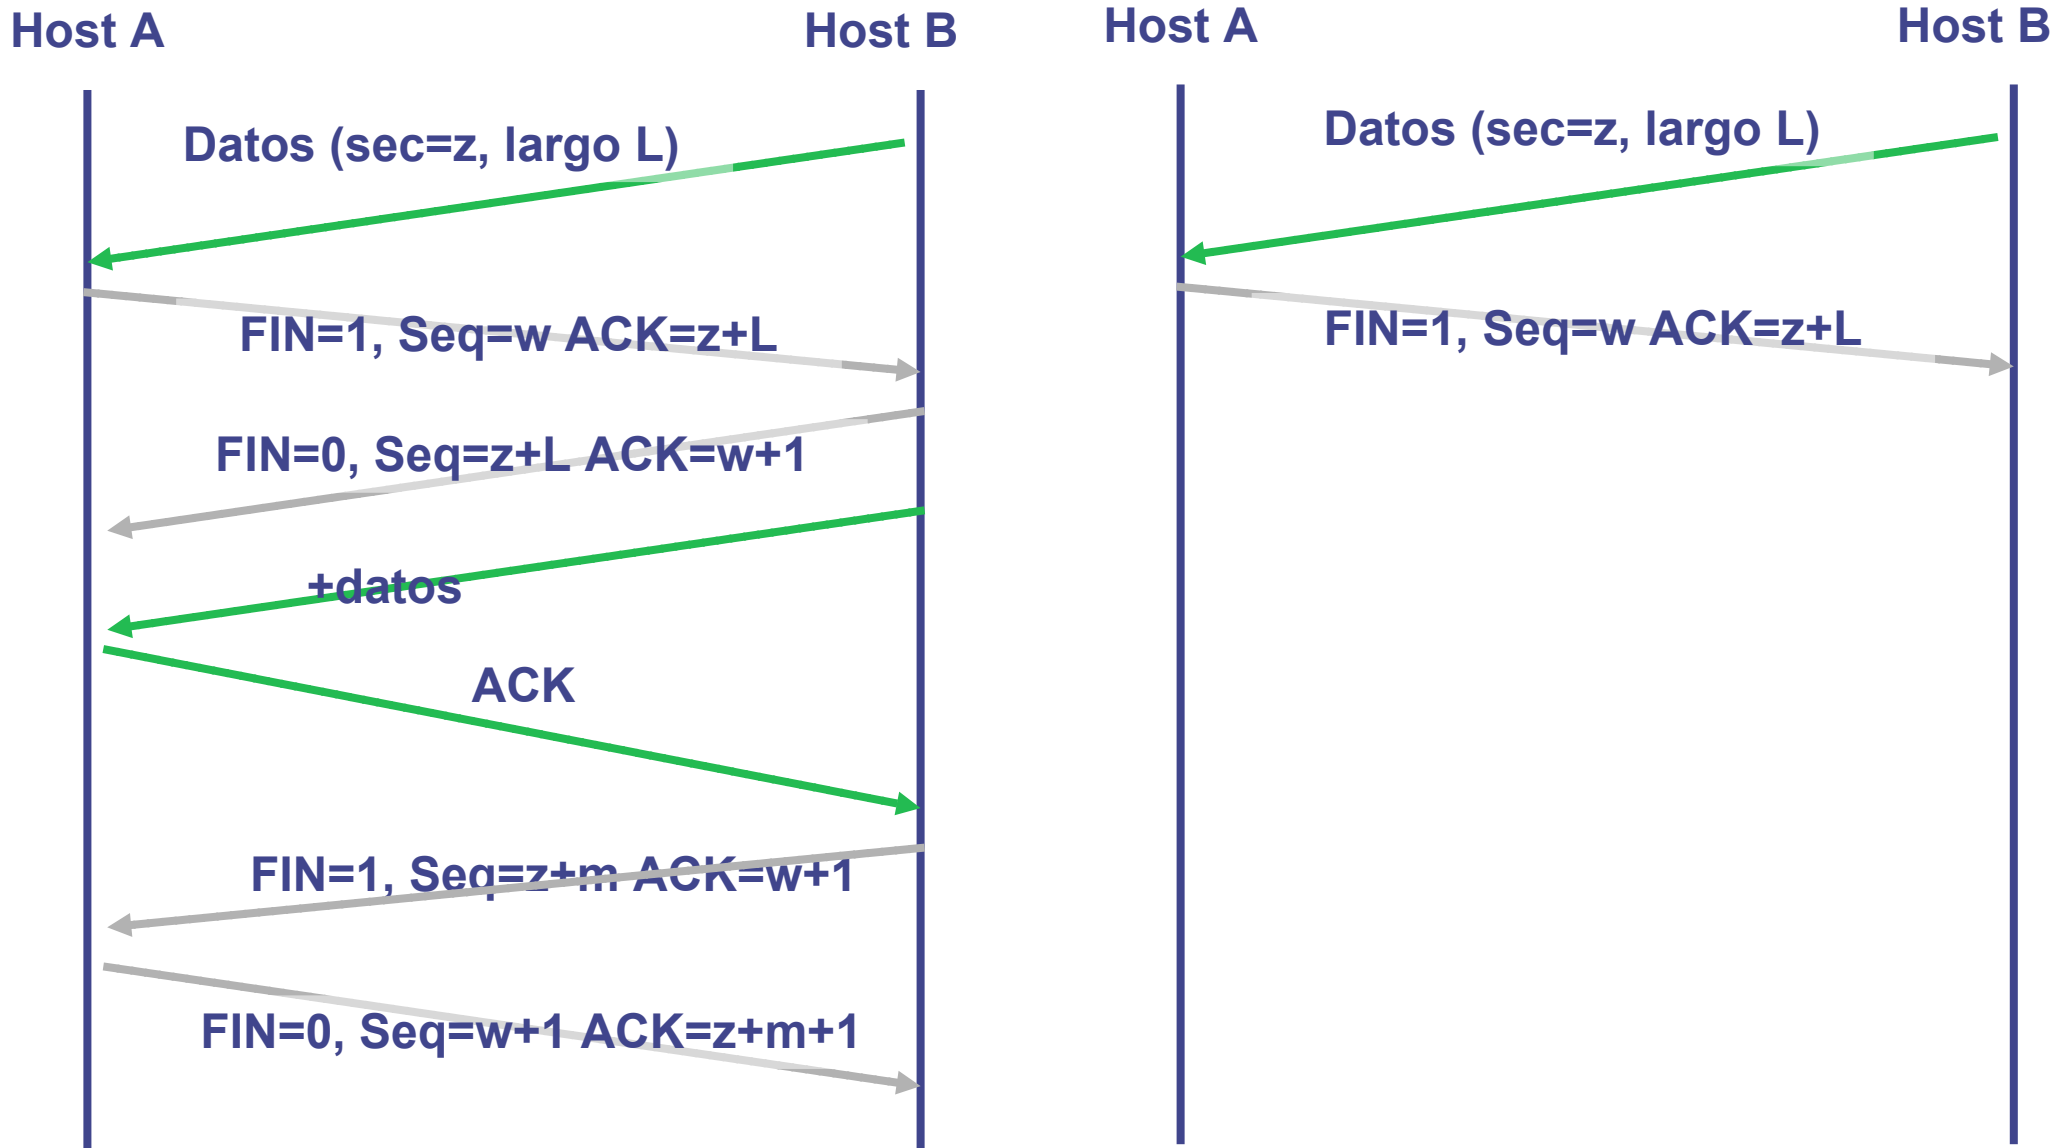 Host A
Host B
Datos (sec=z, largo L)
FIN=1, Seq=w ACK=z+L
FIN=0, Seq=z+L ACK=w+1
+datos
ACK
FIN=1, Seq=z+m ACK=w+1
FIN=0, Seq=w+1 ACK=z+m+1
Host A
Host B
Datos (sec=z, largo L)
FIN=1, Seq=w ACK=z+L